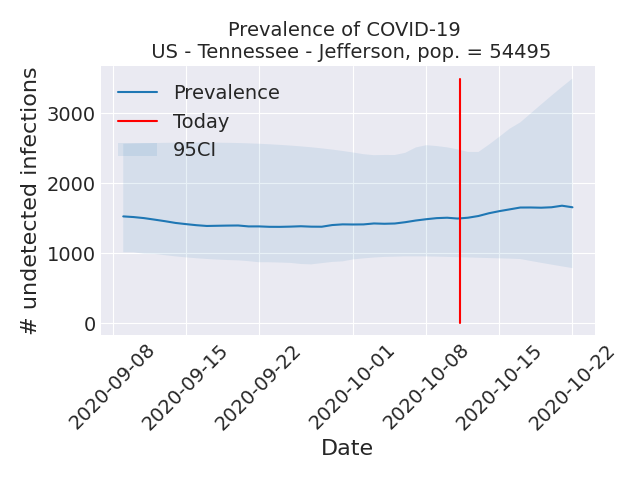 Prevalence of COVID-19
US - Tennessee - Jefferson, pop. = 54495
# undetected infections
3000
2000
1000
0
Prevalence
Today
95CI
2020-09-08
2020-09-15
2020-09-22
2020-10-01
2020-10-08
2020-10-15
2020-10-22
Date